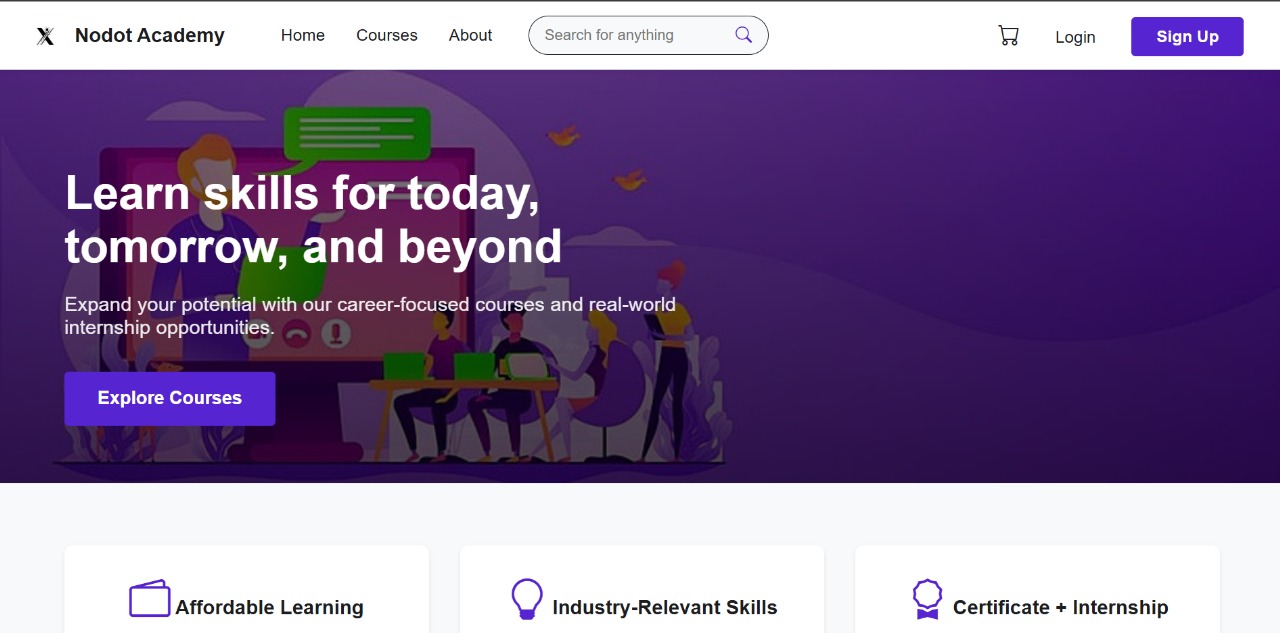 Nodot Academy
Home
Courses
About
Search for anything
Login
Sign Up
Learn skills for today,
tomorrow, and beyond
Expand your potential with our career-focused courses and real-world
internship opportunities.
Explore Courses
Affordable Learning
Industry-Relevant Skills
Certificate + Internship